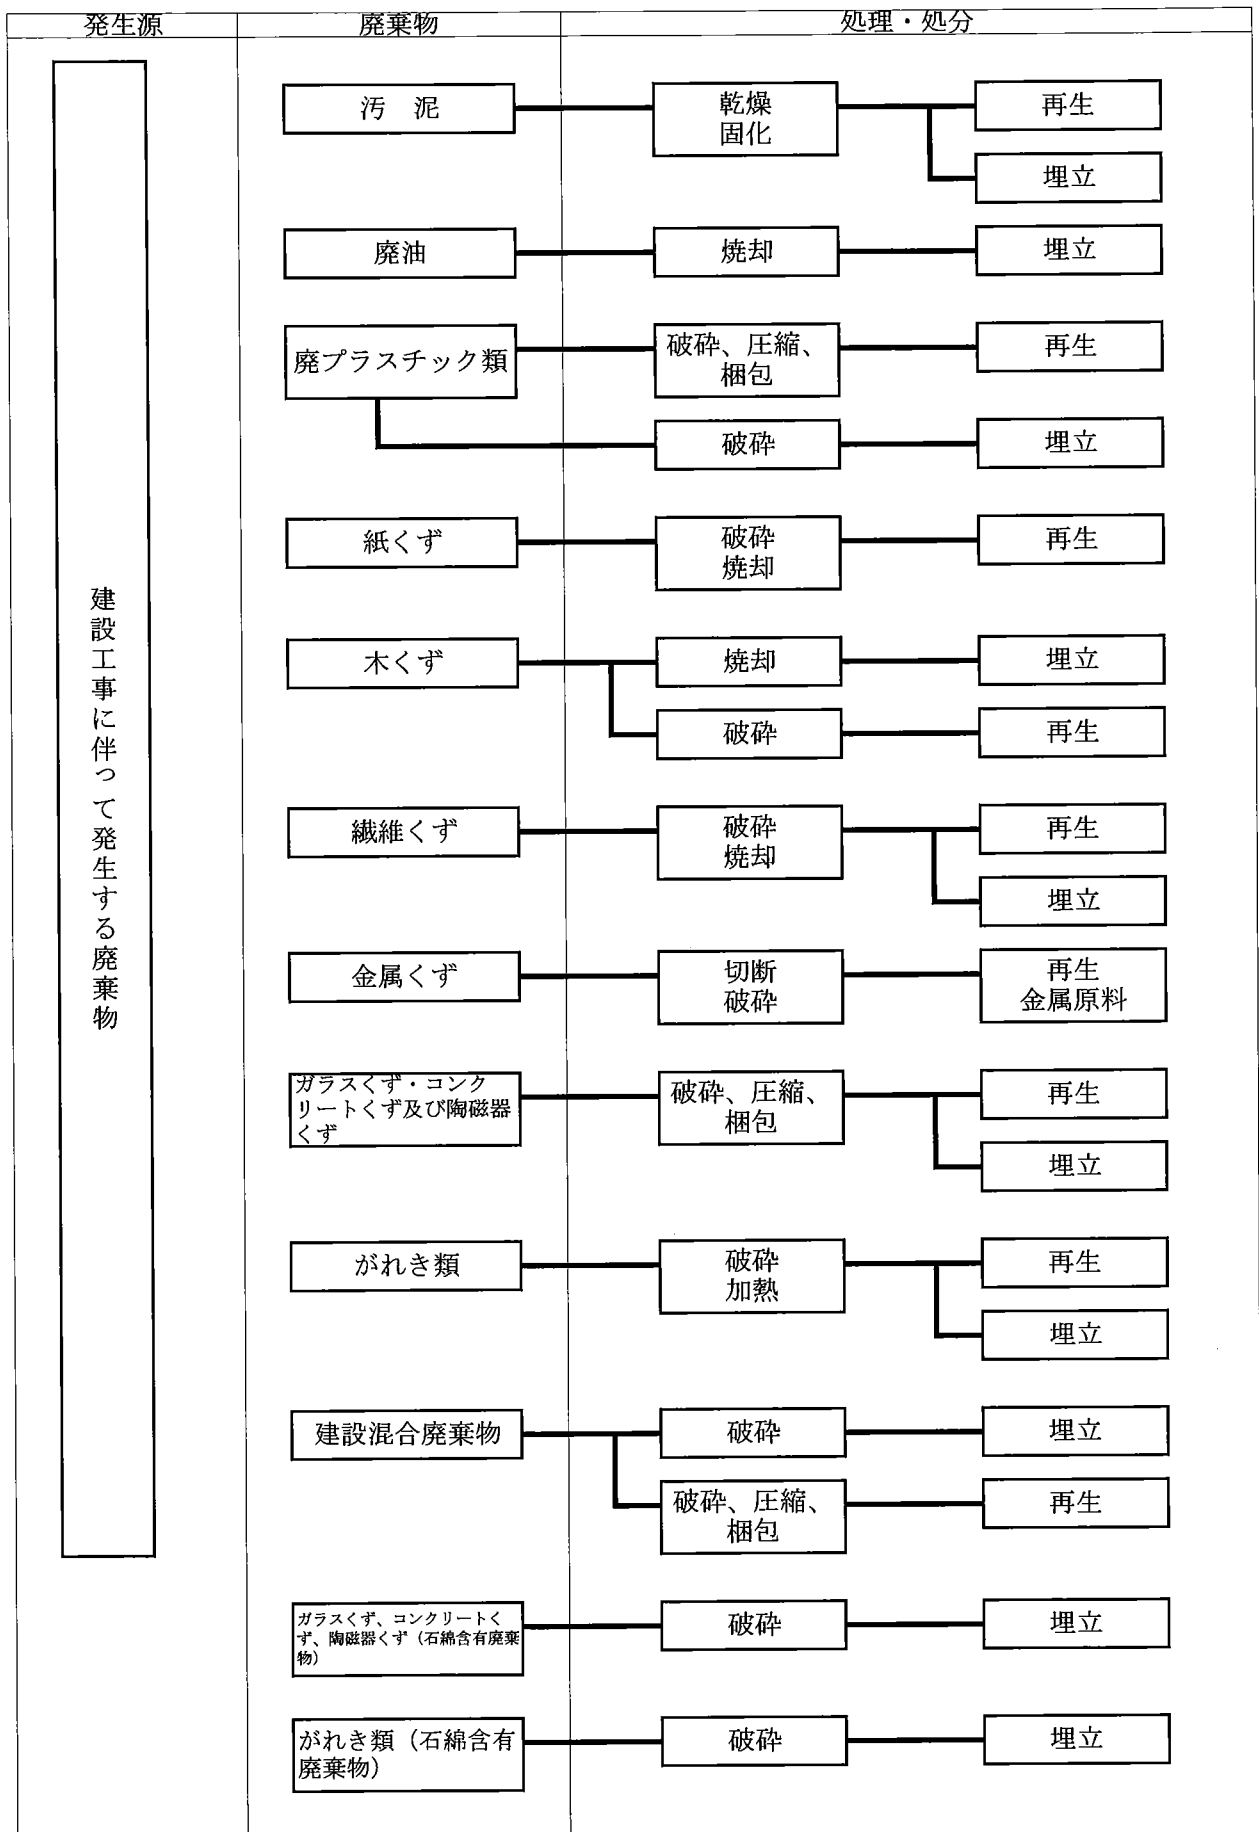 発生源
廃棄物
処理・処分
建設工事に伴って発生する廃棄物
汚 泥
乾燥
固化
再生
埋立
廃油
焼却
埋立
廃プラスチック類
破砕、圧縮、
梱包
再生
破砕
埋立
紙くず
破砕
焼却
再生
木くず
焼却
埋立
破砕
再生
繊維くず
破砕
焼却
再生
埋立
金属くず
切断
破砕
再生
金属原料
ガラスくず・コンク
リートくず及び陶磁器
くず
破砕、圧縮、
梱包
再生
埋立
がれき類
破砕
加熱
再生
埋立
建設混合廃棄物
破砕
埋立
破砕、圧縮、
梱包
再生
ガラスくず、コンクリートく
ず、陶磁器くず（石綿含有廃棄
物）
破砕
埋立
がれき類（石綿含有
廃棄物）
破砕
埋立